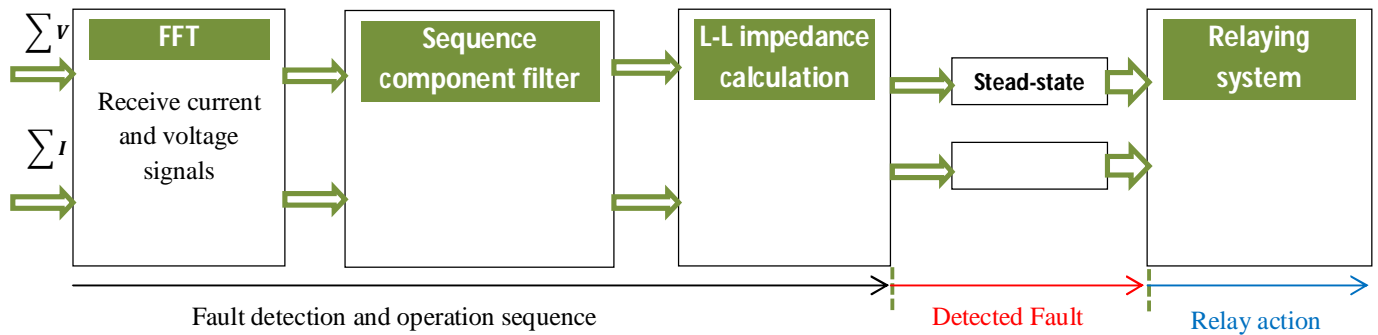 ∑ V
∑ I
FFT
Receive current
and voltage
signals
Sequence
component filter
L-L impedance
calculation
Stead-state
Relaying
system
Fault detection and operation sequence
Detected Fault
Relay action